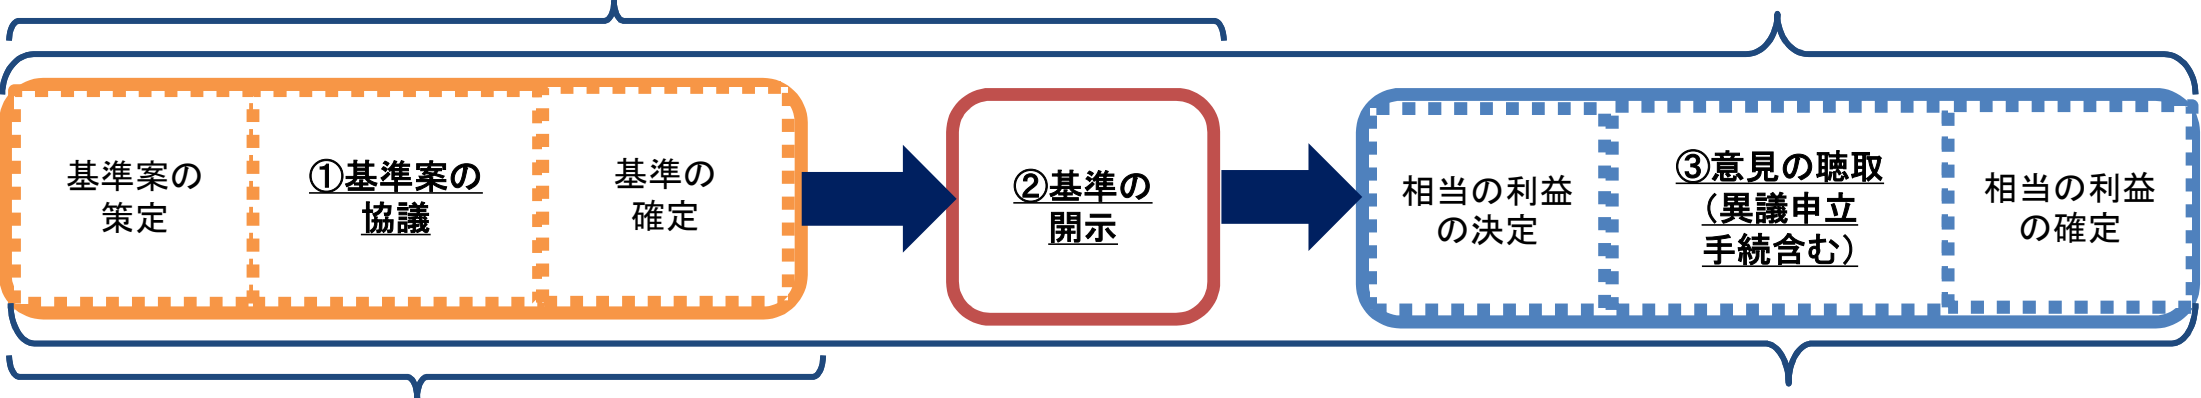 基準案の
策定
①基準案の
協議
基準の
確定
②基準の
開示
相当の利益
の決定
③意見の聴取
(異議申立
手続含む)
相当の利益
の確定